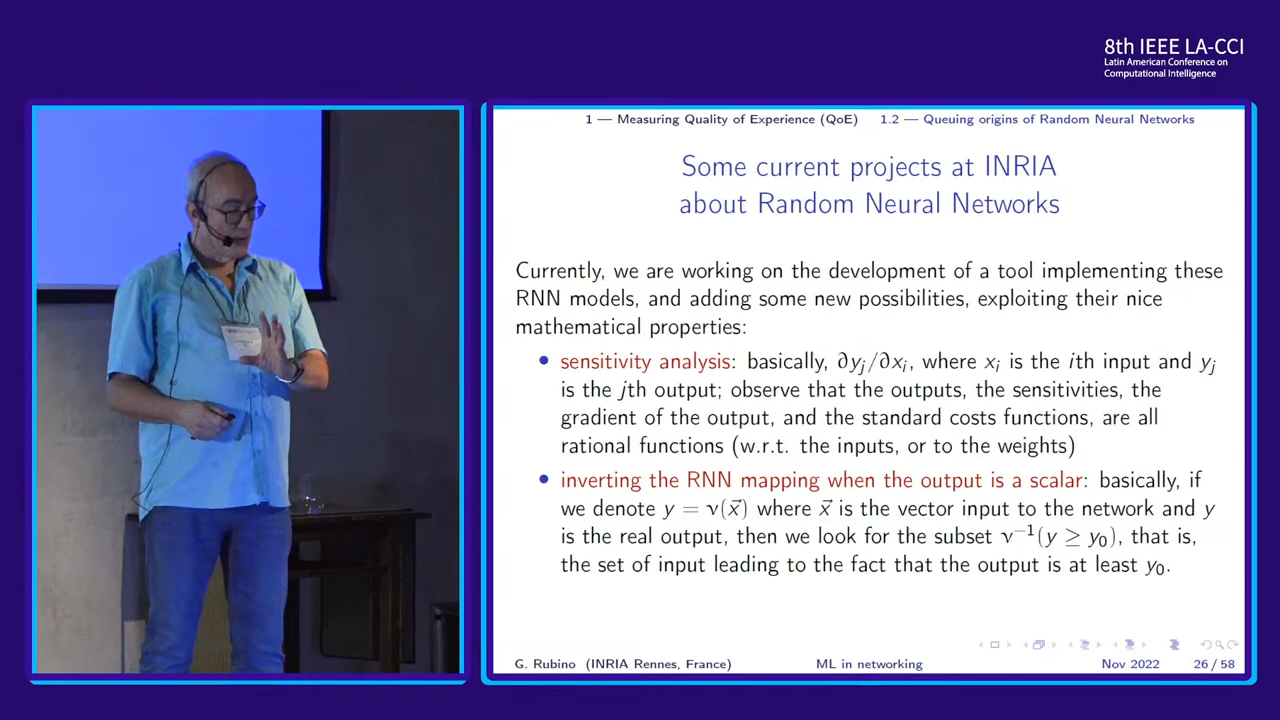 8th IEEE LA-CCI
Latin American Conference on
Computational Intelligence
1 — Measuring Quality of Experience (QoE) 1.2 — Queuing origins of Random Neural Networks
Some current projects at INRIA
about Random Neural Networks
Currently, we are working on the development of a tool implementing these
RNN models, and adding some new possibilities, exploiting their nice
mathematical properties:
• sensitivity analysis: basically, ∂yⱼ/∂xᵢ, where xᵢ is the ith input and yⱼ
is the jth output; observe that the outputs, the sensitivities, the
gradient of the output, and the standard costs functions, are all
rational functions (w.r.t. the inputs, or to the weights)
• inverting the RNN mapping when the output is a scalar: basically, if
we denote y = ν(x⃗) where x⃗ is the vector input to the network and y
is the real output, then we look for the subset ν⁻¹(y ≥ y₀), that is,
the set of input leading to the fact that the output is at least y₀.
G. Rubino (INRIA Rennes, France) ML in networking Nov 2022 26 / 58